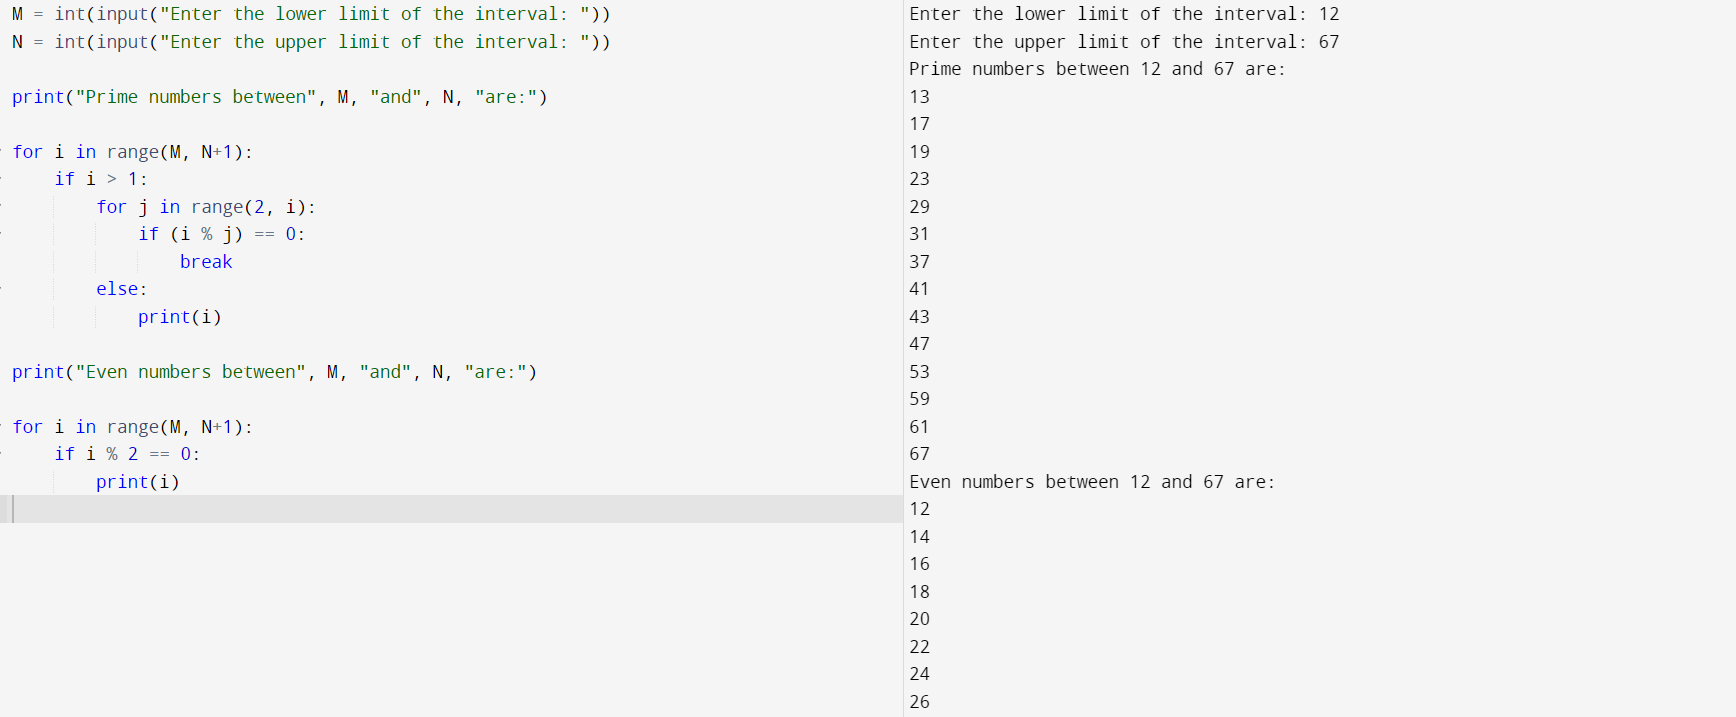 M = int(input("Enter the lower limit of the interval: "))
N = int(input("Enter the upper limit of the interval: "))
print("Prime numbers between", M, "and", N, "are:")
for i in range(M, N+1):
    if i > 1:
        for j in range(2, i):
            if (i % j) == 0:
                break
        else:
            print(i)
print("Even numbers between", M, "and", N, "are:")
for i in range(M, N+1):
    if i % 2 == 0:
        print(i)
Enter the lower limit of the interval: 12
Enter the upper limit of the interval: 67
Prime numbers between 12 and 67 are:
13
17
19
23
29
31
37
41
43
47
53
59
61
67
Even numbers between 12 and 67 are:
12
14
16
18
20
22
24
26